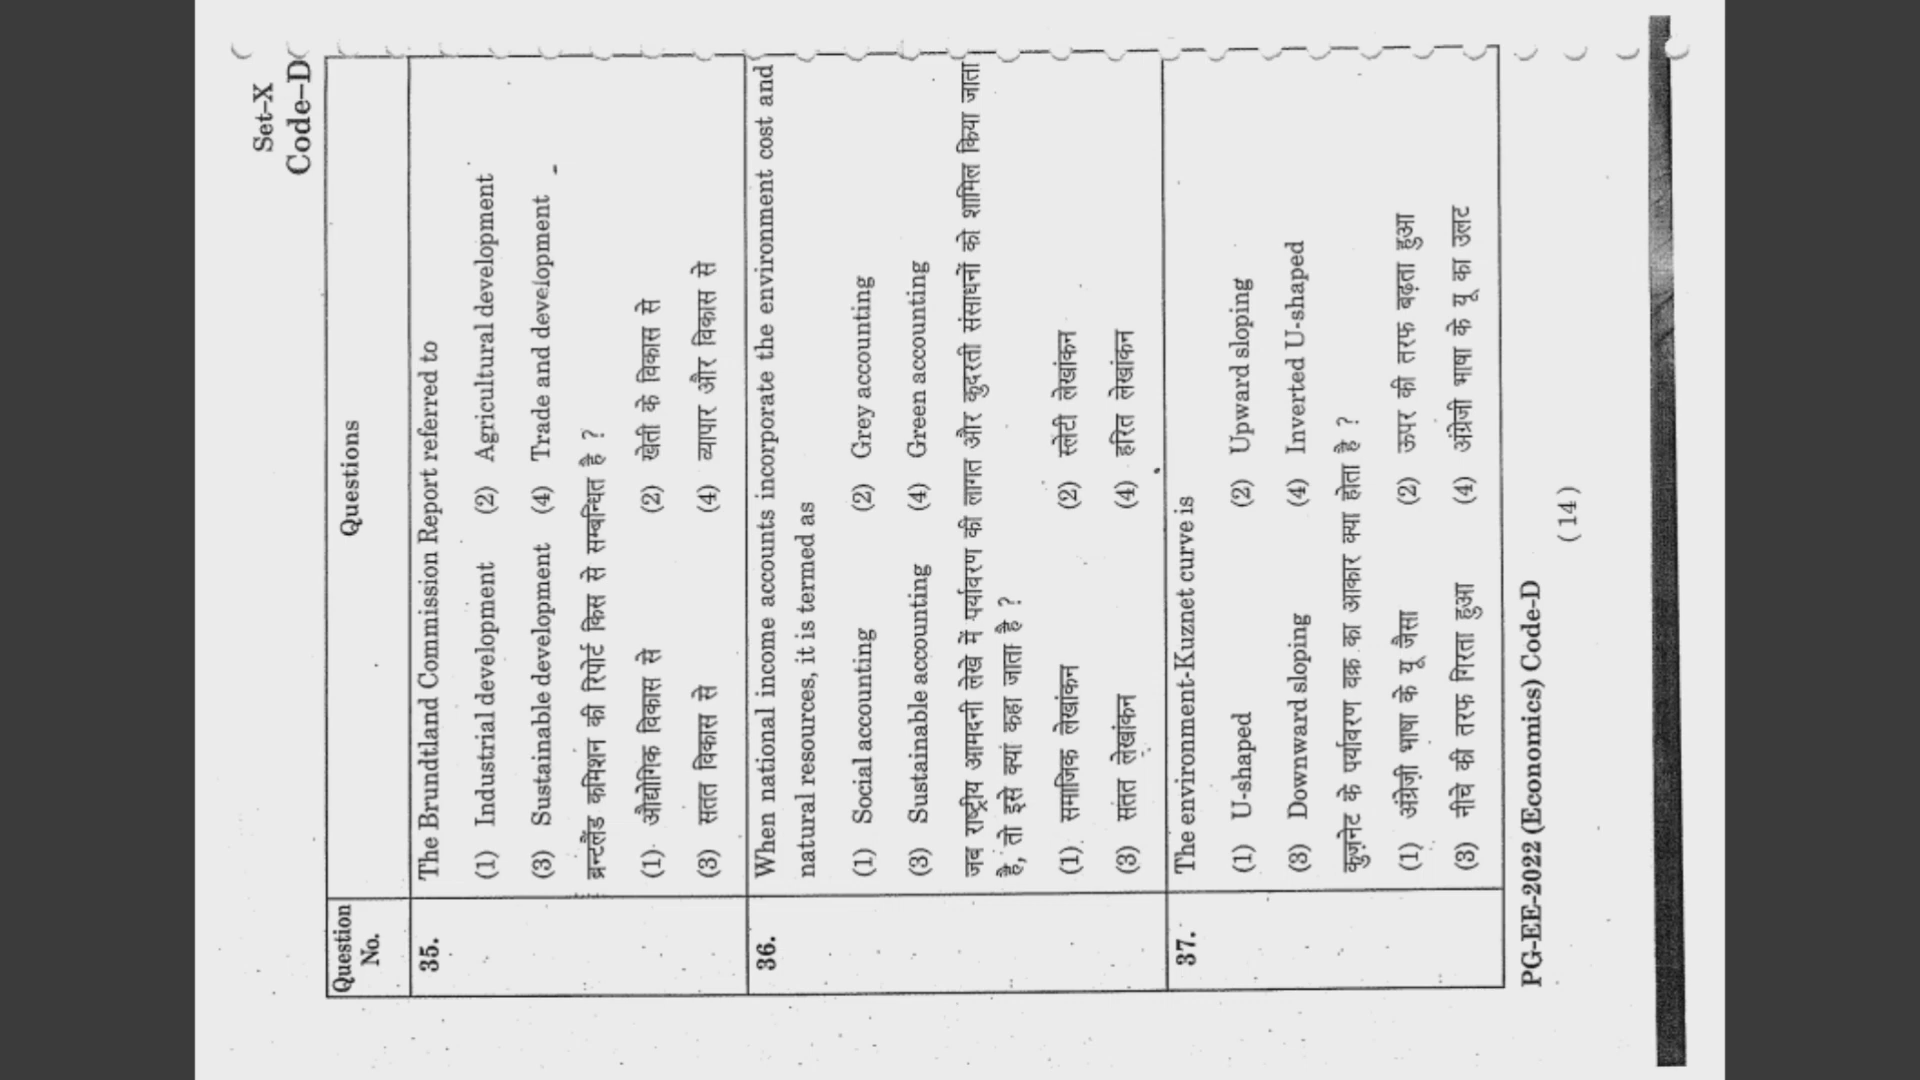 Set–X
Code–D
Question No.
Questions
35.
The Brundtland Commission Report referred to
(1) Industrial development (2) Agricultural development
(3) Sustainable development (4) Trade and development
ब्रन्टलैंड कमिशन की रिपोर्ट किस से सम्बन्धित है ?
(1) औद्योगिक विकास से (2) खेती के विकास से
(3) सतत विकास से (4) व्यापार और विकास से
36.
When national income accounts incorporate the environment cost and
natural resources, it is termed as
(1) Social accounting (2) Grey accounting
(3) Sustainable accounting (4) Green accounting
जब राष्ट्रीय आमदनी लेखे में पर्यावरण की लागत और कुदरती संसाधनों को शामिल किया जाता
है, तो इसे क्या कहा जाता है ?
(1) समाजिक लेखांकन (2) स्लेटी लेखांकन
(3) संतत लेखांकन (4) हरित लेखांकन
37.
The environment-Kuznet curve is
(1) U-shaped (2) Upward sloping
(3) Downward sloping (4) Inverted U-shaped
कुज़नेट के पर्यावरण वक्र का आकार क्या होता है ?
(1) अंग्रेज़ी भाषा के यू जैसा (2) ऊपर की तरफ बढ़ता हुआ
(3) नीचे की तरफ गिरता हुआ (4) अंग्रेज़ी भाषा के यू का उलट
PG-EE-2022 (Economics) Code-D
( 14 )